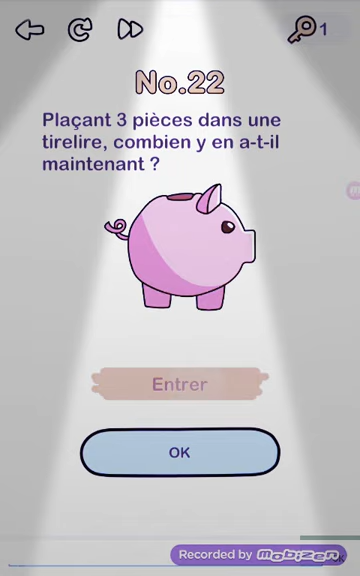 1
No.22
Plaçant 3 pièces dans une
tirelire, combien y en a-t-il
maintenant ?
Entrer
OK
Recorded by mobizen